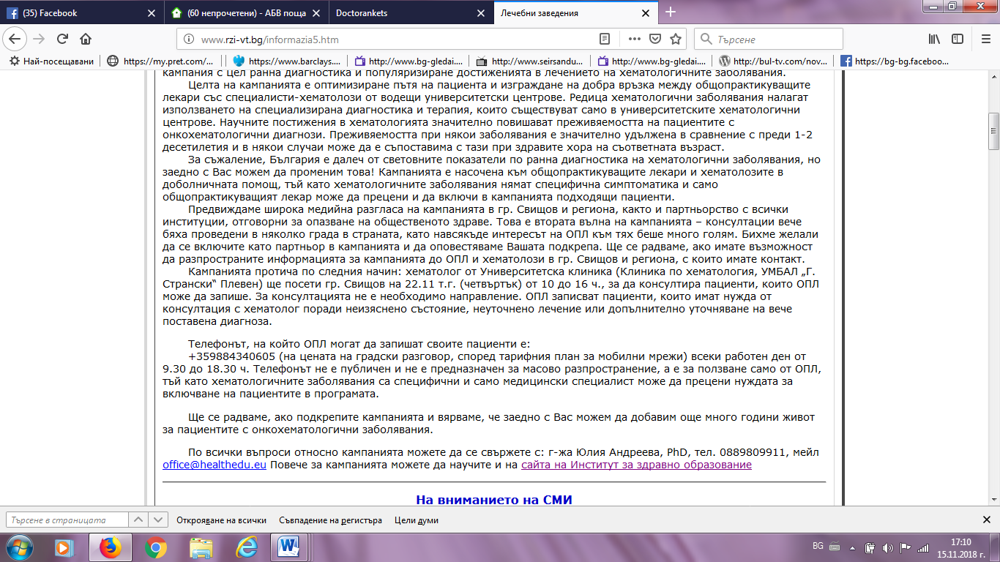 (35) Facebook
(60 непрочетени) - АБВ поща
Doctorankets
Лечебни заведения
www.rzi-vt.bg/informazia5.htm
Търсене
Най-посещавани
https://my.pret.com/...
https://www.barclays....
http://www.bg-gledai....
http://www.seirsandu...
http://www.bg-gledai....
http://bul-tv.com/nov...
https://bg-bg.faceboo...
кампания с цел ранна диагностика и популяризиране достиженията в лечението на хематологичните заболявания.
Целта на кампанията е оптимизиране пътя на пациента и изграждане на добра връзка между общопрактикуващите
лекари със специалисти-хематолози от водещи университетски центрове. Редица хематологични заболявания налагат
използването на специализирана диагностика и терапия, които съществуват само в университетските хематологични
центрове. Научните постижения в хематологията значително повишават преживяемостта на пациентите с
онкохематологични диагнози. Преживяемостта при някои заболявания е значително удължена в сравнение с преди 1-2
десетилетия и в някои случаи може да е съпоставима с тази при здравите хора на съответната възраст.
За съжаление, България е далеч от световните показатели по ранна диагностика на хематологични заболявания, но
заедно с Вас можем да променим това! Кампанията е насочена към общопрактикуващите лекари и хематолозите в
доболничната помощ, тъй като хематологичните заболявания нямат специфична симптоматика и само
общопрактикуващият лекар може да прецени и да включи в кампанията подходящи пациенти.
Предвиждаме широка медийна разгласа на кампанията в гр. Свищов и региона, както и партньорство с всички
институции, отговорни за опазване на общественото здраве. Това е втората вълна на кампанията – консултации вече
бяха проведени в няколко града в страната, като навсякъде интересът на ОПЛ към тях беше много голям. Бихме желали
да се включите като партньор в кампанията и да оповестяваме Вашата подкрепа. Ще се радваме, ако имате възможност
да разпространите информацията за кампанията до ОПЛ и хематолози в гр. Свищов и региона, с които имате контакт.
Кампанията протича по следния начин: хематолог от Университетска клиника (Клиника по хематология, УМБАЛ „Г.
Странски“ Плевен) ще посети гр. Свищов на 22.11 т.г. (четвъртък) от 10 до 16 ч., за да консултира пациенти, които ОПЛ
може да запише. За консултацията не е необходимо направление. ОПЛ записват пациенти, които имат нужда от
консултация с хематолог поради неизяснено състояние, неуточнено лечение или допълнително уточняване на вече
поставена диагноза.
Телефонът, на който ОПЛ могат да запишат своите пациенти е:
+359884340605 (на цената на градски разговор, според тарифния план за мобилни мрежи) всеки работен ден от
9.30 до 18.30 ч. Телефонът не е публичен и не е предназначен за масово разпространение, а е за ползване само от ОПЛ,
тъй като хематологичните заболявания са специфични и само медицински специалист може да прецени нуждата за
включване на пациентите в програмата.
Ще се радваме, ако подкрепите кампанията и вярваме, че заедно с Вас можем да добавим още много години живот
за пациентите с онкохематологични заболявания.
По всички въпроси относно кампанията можете да се свържете с: г-жа Юлия Андреева, PhD, тел. 0889809911, мейл
office@healthedu.eu Повече за кампанията можете да научите и на сайта на Институт за здравно образование
На вниманието на СМИ
Търсене в страницата
Открояване на всички
Съвпадение на регистъра
Цели думи
BG
17:10
15.11.2018 г.